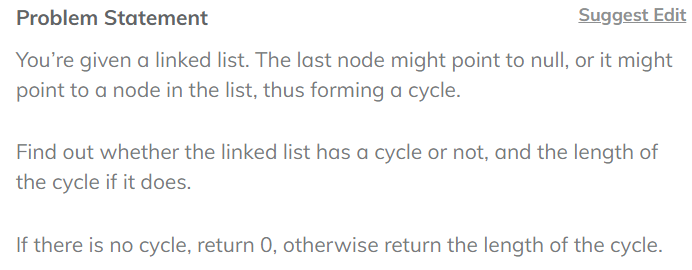 Problem Statement
Suggest Edit
You’re given a linked list. The last node might point to null, or it might
point to a node in the list, thus forming a cycle.
Find out whether the linked list has a cycle or not, and the length of
the cycle if it does.
If there is no cycle, return 0, otherwise return the length of the cycle.